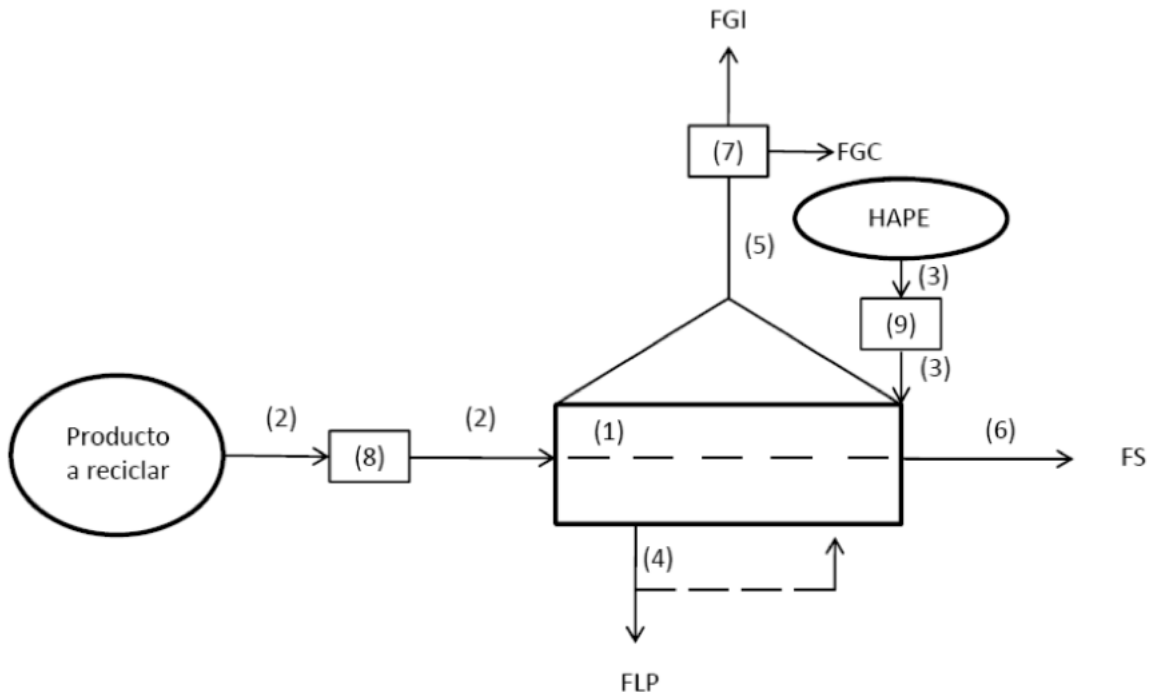 FGI
(7)
FGC
HAPE
(5)
(3)
(9)
(3)
Producto
a reciclar
(2)
(8)
(2)
(1)
(6)
FS
(4)
FLP